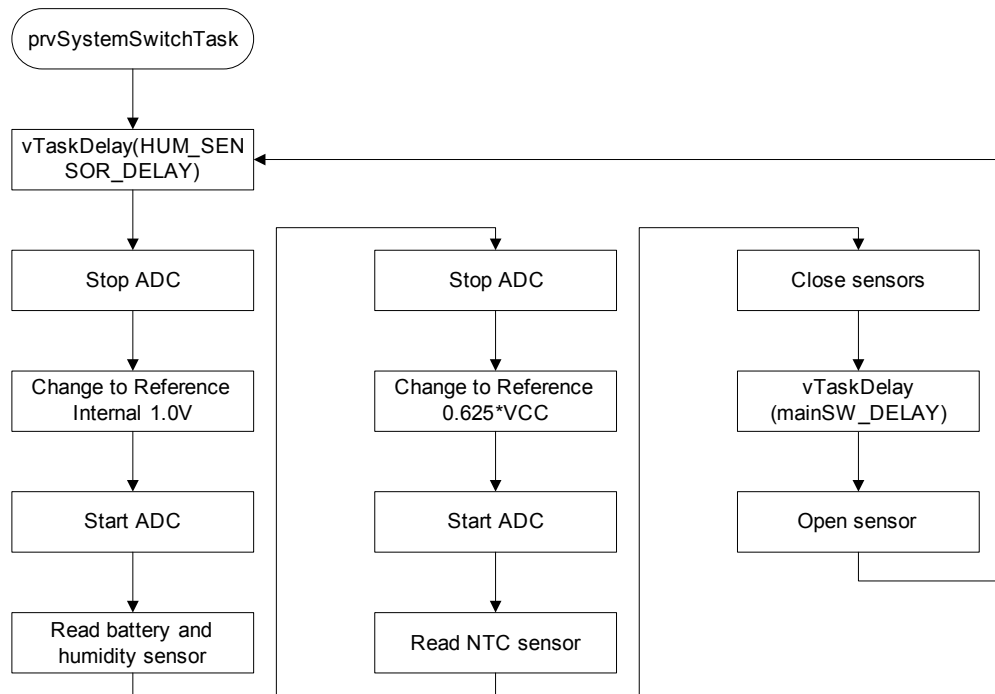 prvSystemSwitchTask
vTaskDelay(HUM_SEN
SOR_DELAY)
Stop ADC
Change to Reference
Internal 1.0V
Start ADC
Read battery and
humidity sensor
Stop ADC
Change to Reference
0.625*VCC
Start ADC
Read NTC sensor
Close sensors
vTaskDelay
(mainSW_DELAY)
Open sensor